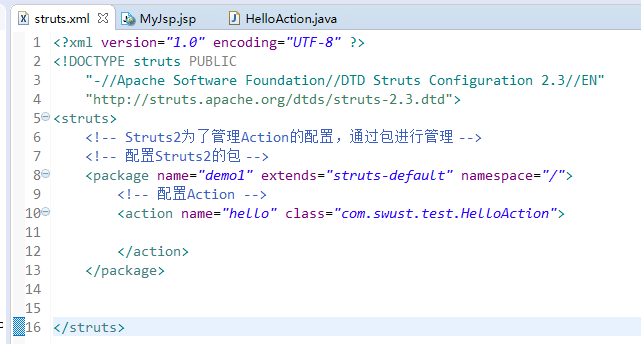 struts.xml MyJsp.jsp HelloAction.java
1 <?xml version="1.0" encoding="UTF-8" ?>
2 <!DOCTYPE struts PUBLIC
3 "-//Apache Software Foundation//DTD Struts Configuration 2.3//EN"
4 "http://struts.apache.org/dtds/struts-2.3.dtd">
5 <struts>
6 <!-- Struts2为了管理Action的配置，通过包进行管理 -->
7 <!-- 配置Struts2的包 -->
8 <package name="demo1" extends="struts-default" namespace="/">
9 <!-- 配置Action -->
10 <action name="hello" class="com.swust.test.HelloAction">
11
12 </action>
13 </package>
14
15
16 </struts>